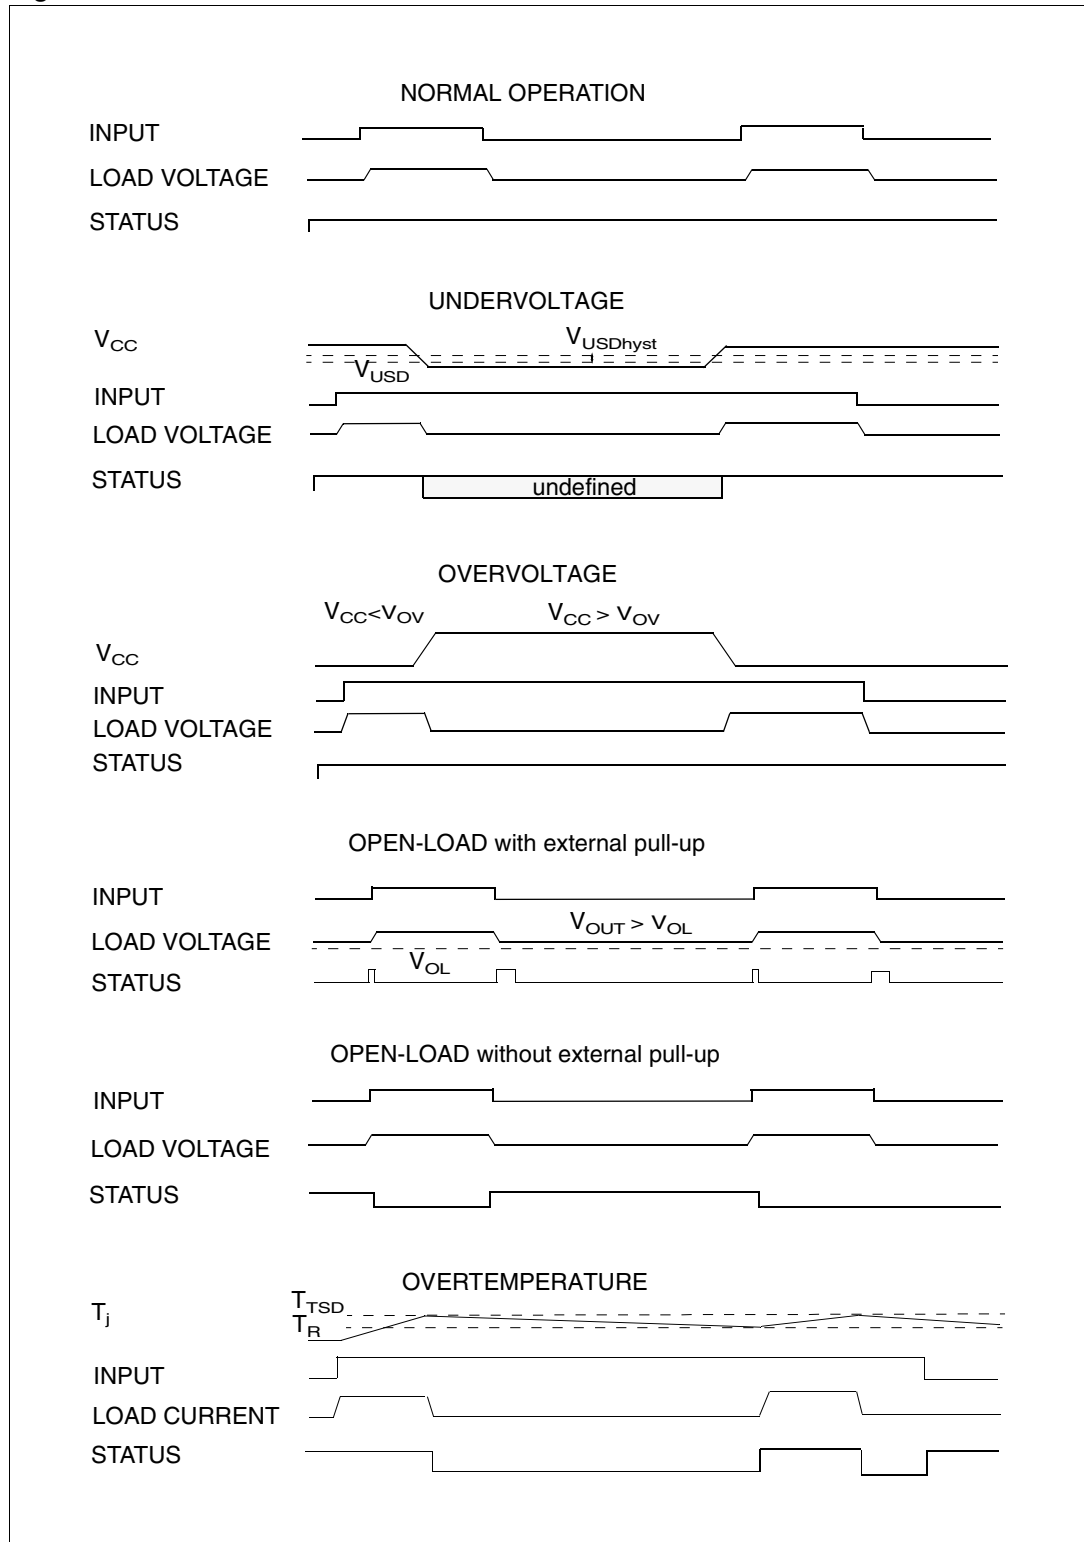 NORMAL OPERATION
INPUT
LOAD VOLTAGE
STATUS
UNDERVOLTAGE
VCC
VUSDhyst
VUSD
INPUT
LOAD VOLTAGE
STATUS
undefined
OVERVOLTAGE
VCC<VOV
VCC > VOV
VCC
INPUT
LOAD VOLTAGE
STATUS
OPEN-LOAD with external pull-up
INPUT
VOUT > VOL
LOAD VOLTAGE
VOL
STATUS
OPEN-LOAD without external pull-up
INPUT
LOAD VOLTAGE
STATUS
OVERTEMPERATURE
Tj
TTSD
TR
INPUT
LOAD CURRENT
STATUS